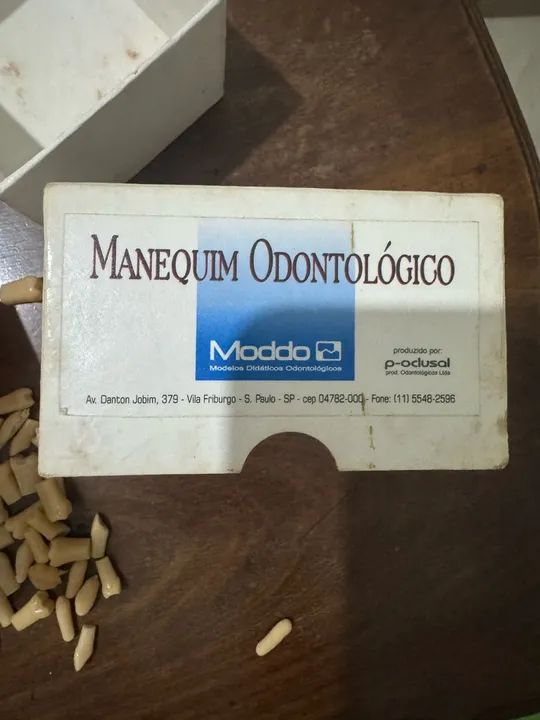 MANEQUIM ODONTOLÓGICO
Moddo
Modelos Didáticos Odontológicos
produzido por:
p-oclusal
prod. Odontológicos Ltda
Av. Danton Jobim, 379 - Vila Friburgo - S. Paulo - SP - cep 04782-000 - Fone: (11) 5548-2596